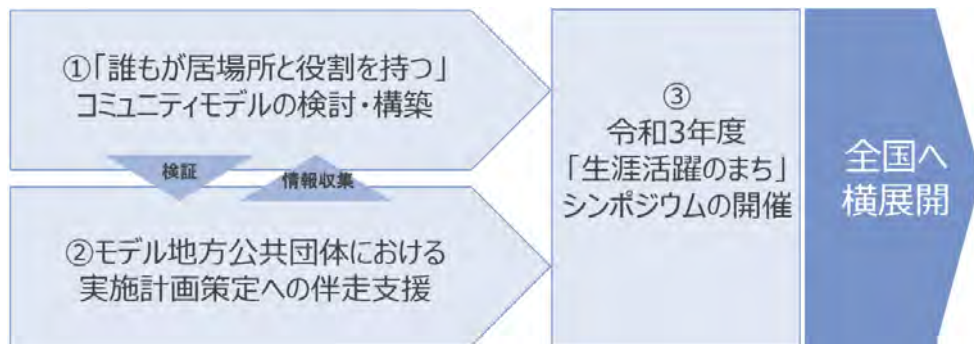 ①「誰もが居場所と役割を持つ」
コミュニティモデルの検討・構築
検証
情報収集
②モデル地方公共団体における
実施計画策定への伴走支援
③
令和3年度
「生涯活躍のまち」
シンポジウムの開催
全国へ
横展開